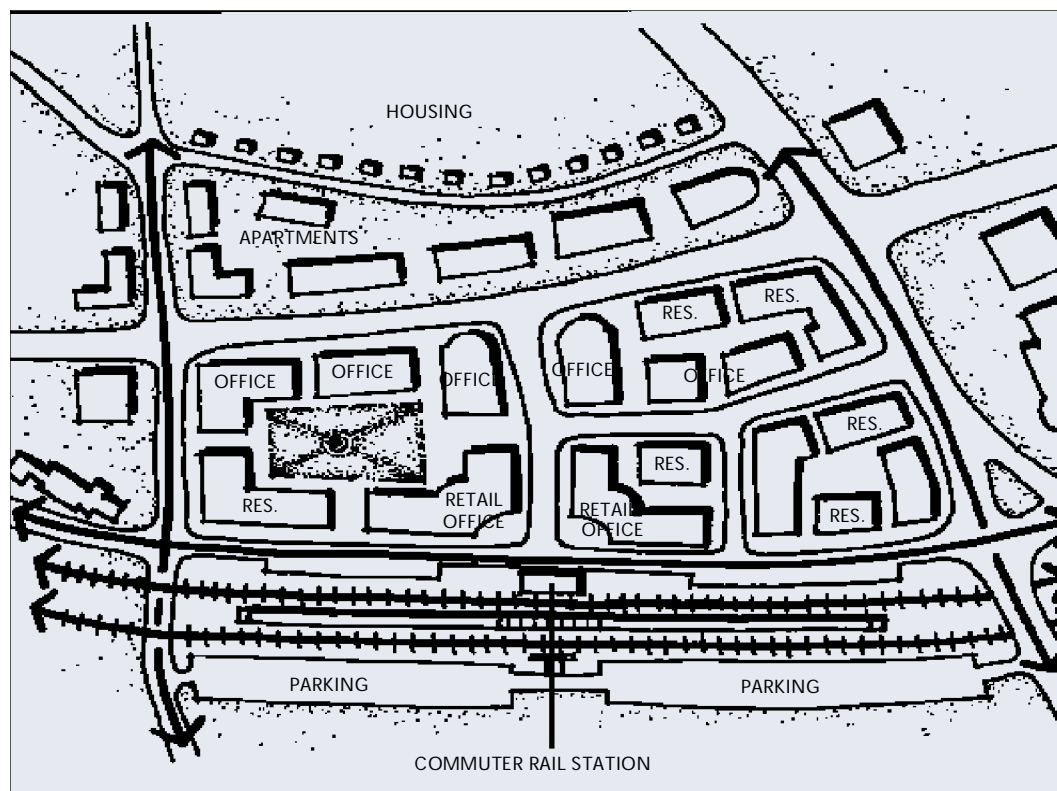 HOUSING
APARTMENTS
RES.
RES.
OFFICE
OFFICE
OFFICE
OFFICE
OFFICE
RES.
RES.
RES.
RETAIL
OFFICE
RETAIL
OFFICE
RES.
PARKING
PARKING
COMMUTER RAIL STATION